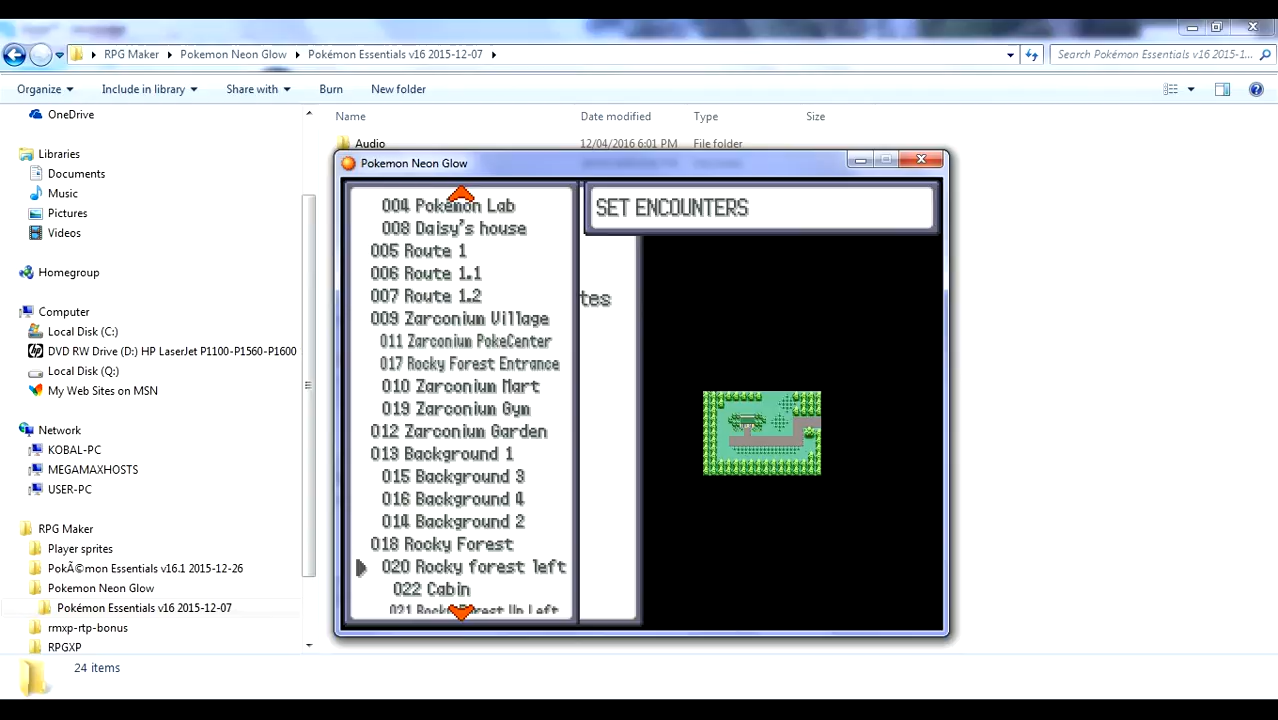 RPG Maker
Pokemon Neon Glow
Pokémon Essentials v16 2015-12-07
Search Pokémon Essentials v16 2015-1...
Organize
Include in library
Share with
Burn
New folder
OneDrive
Libraries
Documents
Music
Pictures
Videos
Homegroup
Computer
Local Disk (C:)
DVD RW Drive (D:) HP LaserJet P1100-P1560-P1600
Local Disk (Q:)
My Web Sites on MSN
Network
KOBAL-PC
MEGAMAXHOSTS
USER-PC
RPG Maker
Player sprites
PokÃ©mon Essentials v16.1 2015-12-26
Pokemon Neon Glow
Pokémon Essentials v16 2015-12-07
rmxp-rtp-bonus
RPGXP
Name
Date modified
Type
Size
Audio
12/04/2016 6:01 PM
File folder
Pokemon Neon Glow
004 Pokémon Lab
008 Daisy's house
005 Route 1
006 Route 1.1
007 Route 1.2
009 Zarconium Village
011 Zarconium PokeCenter
017 Rocky Forest Entrance
010 Zarconium Mart
019 Zarconium Gym
012 Zarconium Garden
013 Background 1
015 Background 3
016 Background 4
014 Background 2
018 Rocky Forest
020 Rocky forest left
022 Cabin
021 Rocky Forest Up Left
SET ENCOUNTERS
tes
24 items